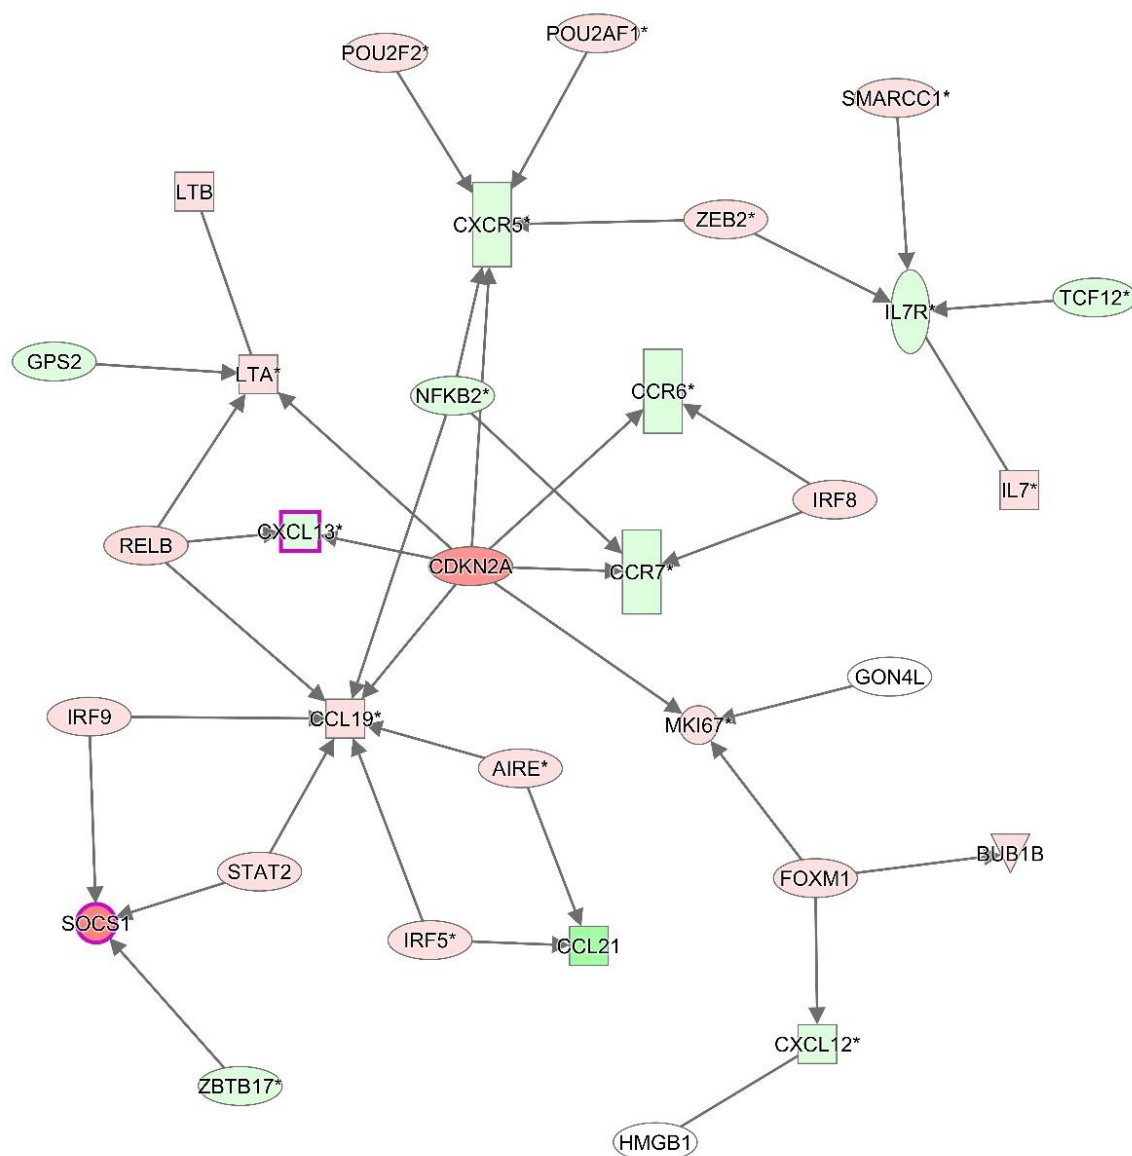 POU2AF1*
POU2F2*
SMARCC1*
LTB
CXCR5*
ZEB2*
TCF12*
IL7R*
GPS2
LTA*
NFKB2*
CCR6*
IL7*
IRF8
CXCL13*
RELB
CDKN2A
CCR7*
GON4L
IRF9
CCL19*
MKI67*
AIRE*
BUB1B
STAT2
FOXM1
SOCS1
IRF5*
CCL21
CXCL12*
ZBTB17*
HMGB1